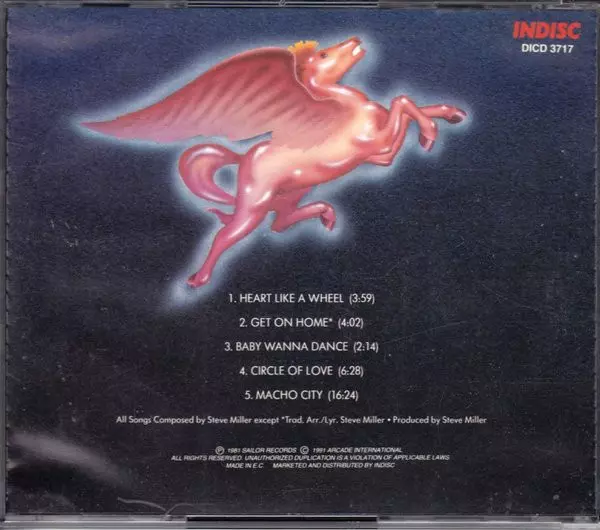 INDISC
DICD 3717
1. HEART LIKE A WHEEL (3:59)
2. GET ON HOME* (4:02)
3. BABY WANNA DANCE (2:14)
4. CIRCLE OF LOVE (6:28)
5. MACHO CITY (16:24)
All Songs Composed by Steve Miller except *Trad. Arr./Lyr. Steve Miller • Produced by Steve Miller
Ⓟ 1981 SAILOR RECORDS Ⓒ 1991 ARCADE INTERNATIONAL
ALL RIGHTS RESERVED. UNAUTHORIZED DUPLICATION IS A VIOLATION OF APPLICABLE LAWS
MADE IN E.C. MARKETED AND DISTRIBUTED BY INDISC